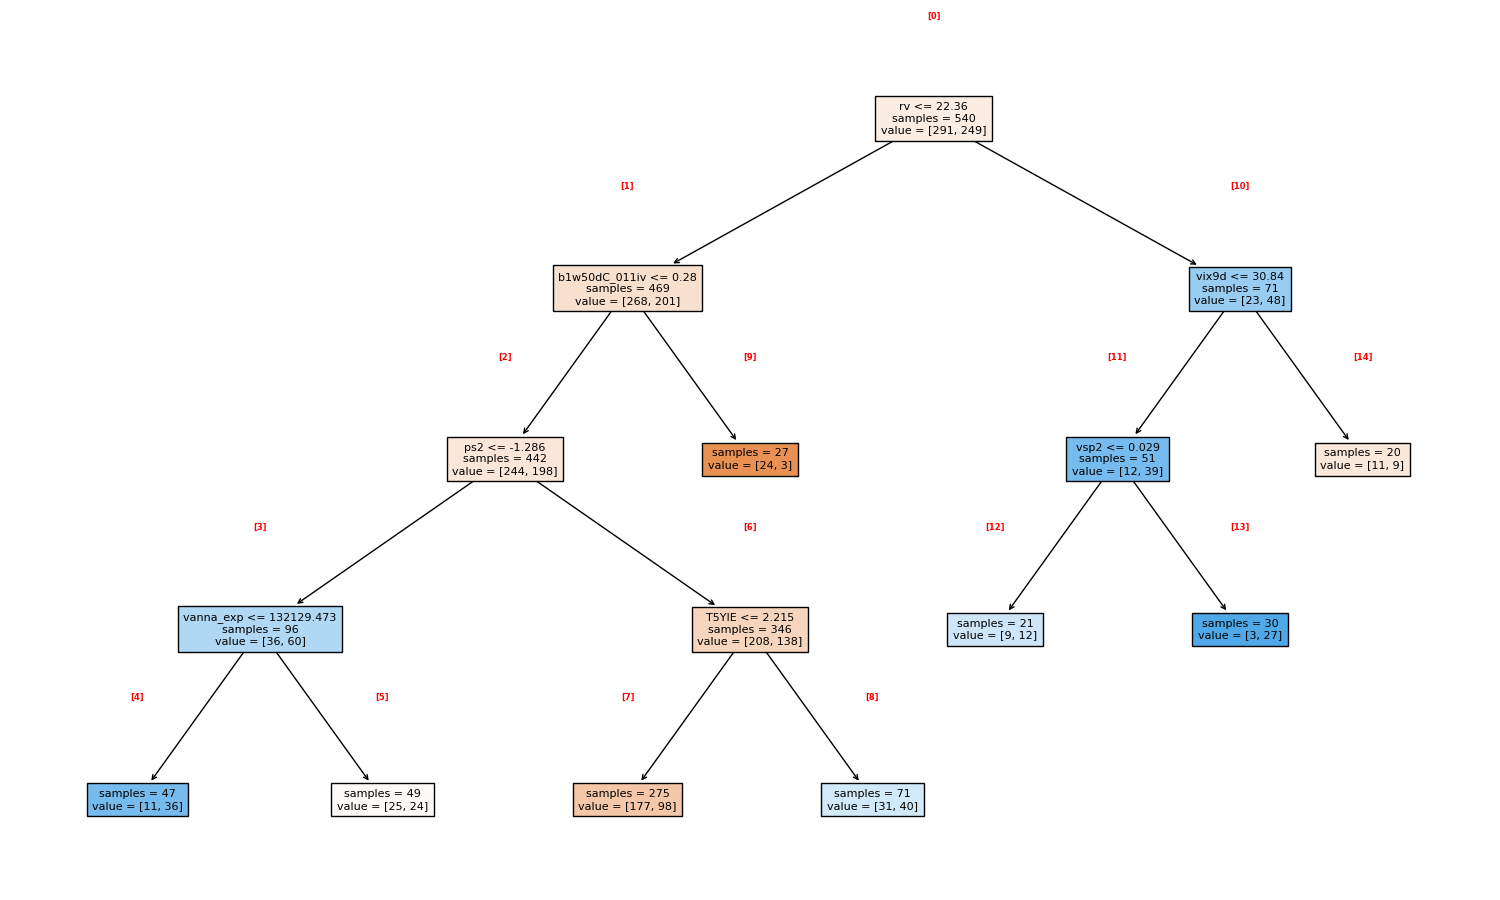 [0]
rv <= 22.36
samples = 540
value = [291, 249]
[1]
[10]
b1w50dC_011iv <= 0.28
samples = 469
value = [268, 201]
vix9d <= 30.84
samples = 71
value = [23, 48]
[2]
[9]
[11]
[14]
ps2 <= -1.286
samples = 442
value = [244, 198]
samples = 27
value = [24, 3]
vsp2 <= 0.029
samples = 51
value = [12, 39]
samples = 20
value = [11, 9]
[3]
[6]
[12]
[13]
vanna_exp <= 132129.473
samples = 96
value = [36, 60]
T5YIE <= 2.215
samples = 346
value = [208, 138]
samples = 21
value = [9, 12]
samples = 30
value = [3, 27]
[4]
[5]
[7]
[8]
samples = 47
value = [11, 36]
samples = 49
value = [25, 24]
samples = 275
value = [177, 98]
samples = 71
value = [31, 40]